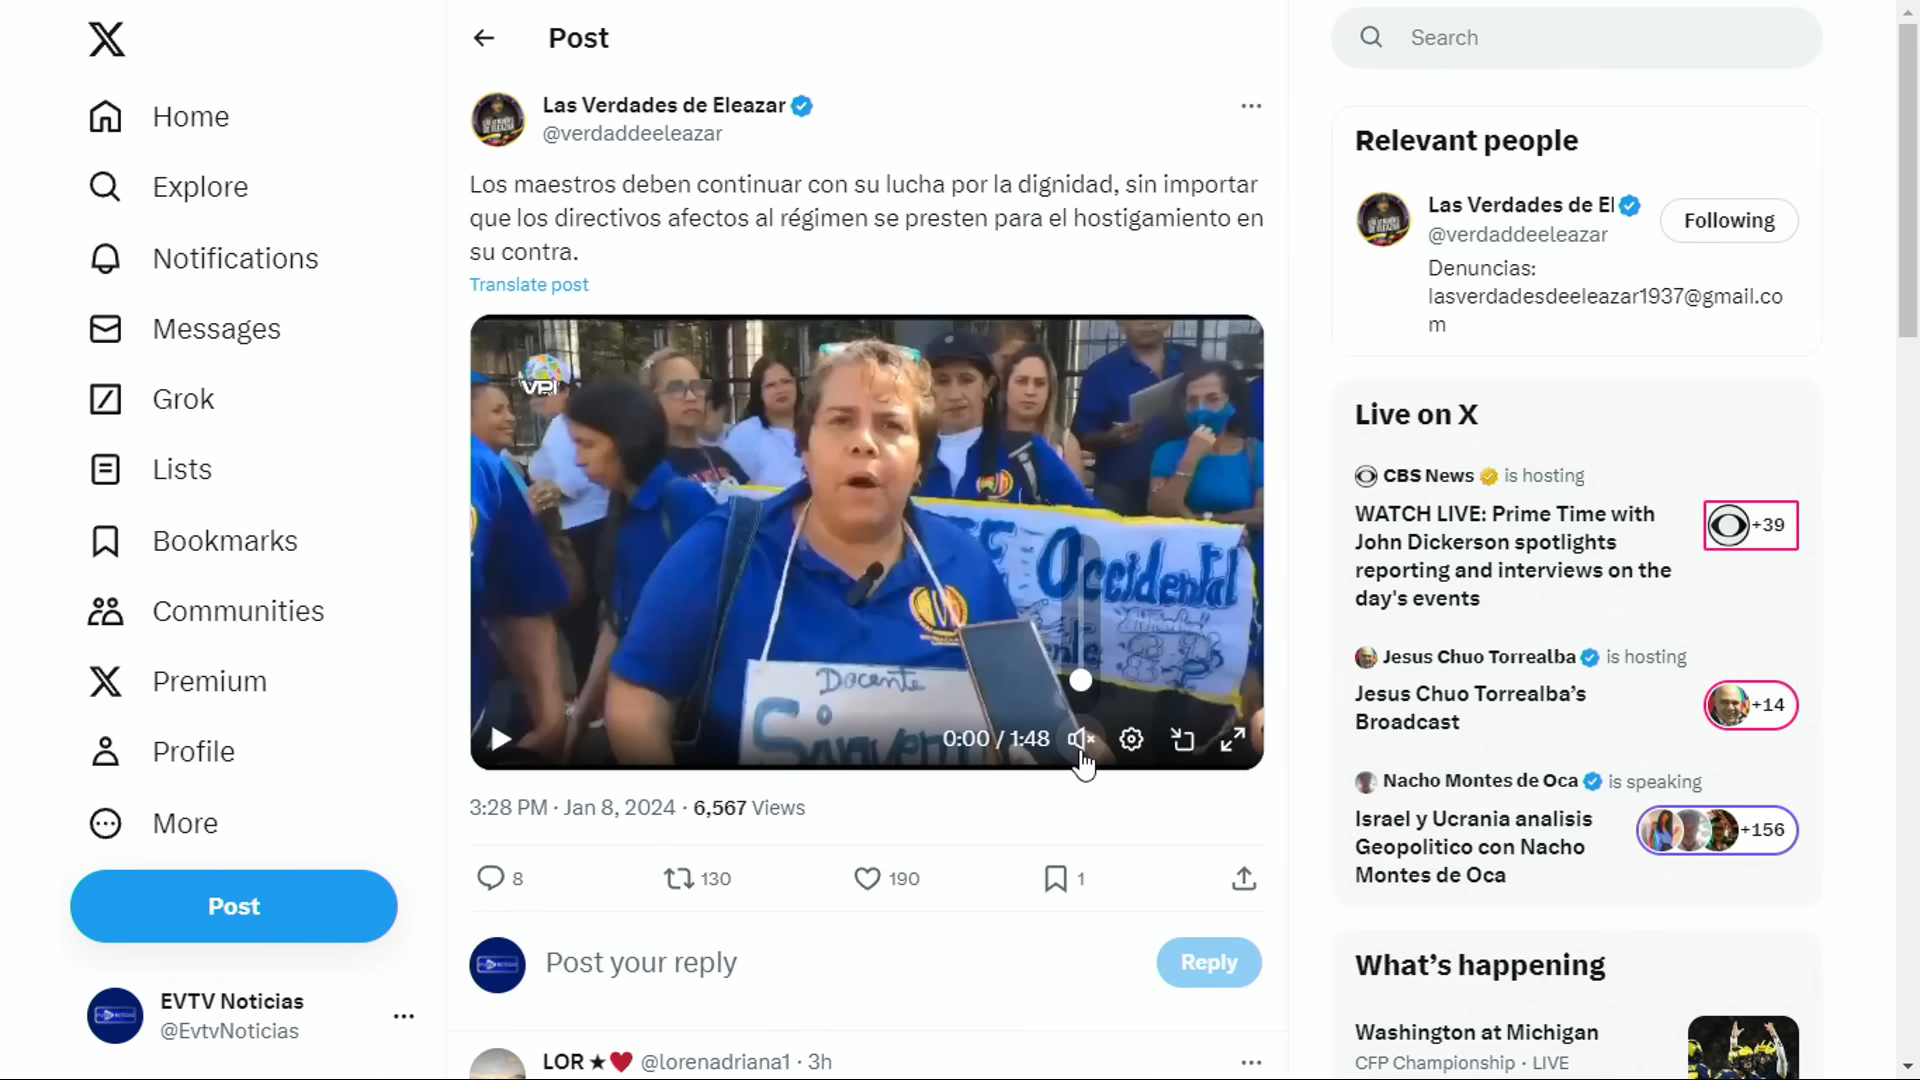 Home
Explore
Notifications
Messages
Grok
Lists
Bookmarks
Communities
Premium
Profile
More
Post
EVTV Noticias
@EvtvNoticias
Post
Las Verdades de Eleazar
@verdaddeeleazar
Los maestros deben continuar con su lucha por la dignidad, sin importar
que los directivos afectos al régimen se presten para el hostigamiento en
su contra.
Translate post
VPI
Occidental
Docente
0:00 / 1:48
3:28 PM · Jan 8, 2024 · 6,567 Views
8
130
190
1
Post your reply
Reply
LOR ★❤️ @lorenadriana1 · 3h
Search
Relevant people
Las Verdades de El
@verdaddeeleazar
Following
Denuncias:
lasverdadesdeeleazar1937@gmail.co
m
Live on X
CBS News is hosting
WATCH LIVE: Prime Time with
John Dickerson spotlights
reporting and interviews on the
day's events
+39
Jesus Chuo Torrealba is hosting
Jesus Chuo Torrealba’s
Broadcast
+14
Nacho Montes de Oca is speaking
Israel y Ucrania analisis
Geopolitico con Nacho
Montes de Oca
+156
What’s happening
Washington at Michigan
CFP Championship · LIVE